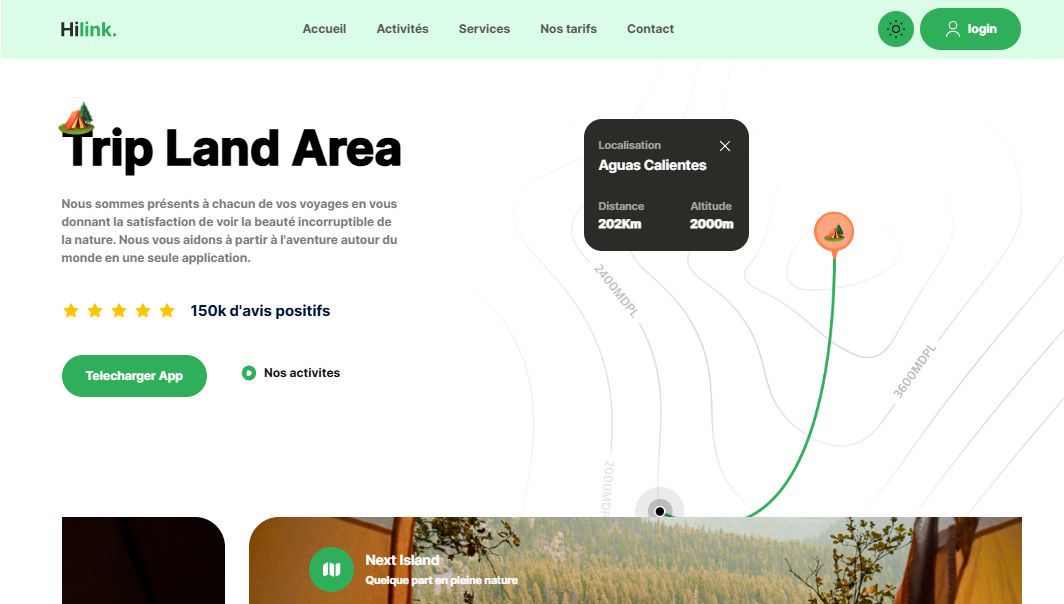 Hilink.
Accueil
Activités
Services
Nos tarifs
Contact
login
Trip Land Area
Nous sommes présents à chacun de vos voyages en vous
donnant la satisfaction de voir la beauté incorruptible de
la nature. Nous vous aidons à partir à l'aventure autour du
monde en une seule application.
150k d'avis positifs
Telecharger App
Nos activites
Localisation
Aguas Calientes
Distance
Altitude
202Km
2000m
2400MDPL
3600MDPL
2000MDPL
Next Island
Quelque part en pleine nature